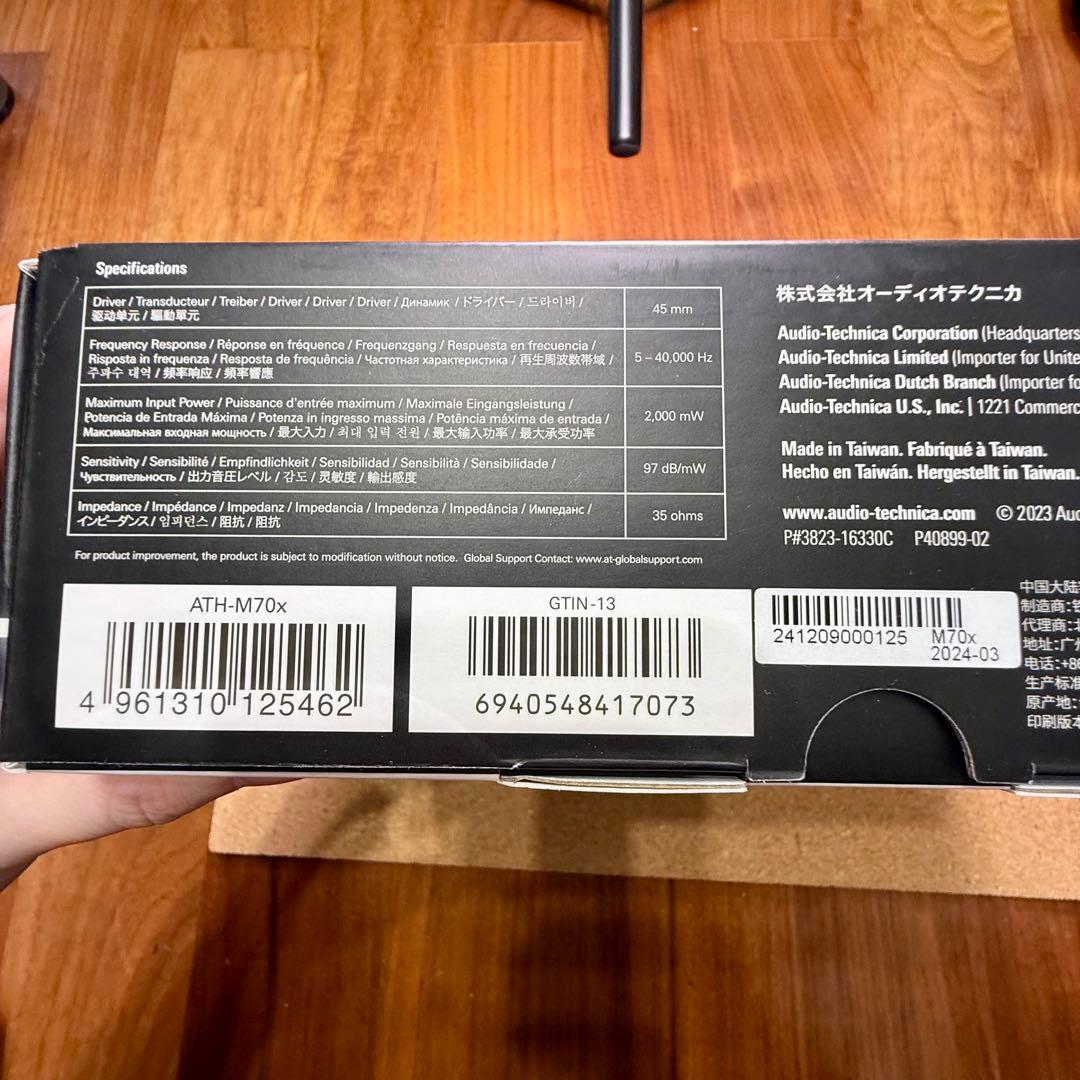 Specifications
Driver / Transducteur / Treiber / Driver / Driver / Driver / Динамик / ドライバー / 드라이버 /
驱动单元 / 驅動單元
45 mm
Frequency Response / Réponse en fréquence / Frequenzgang / Respuesta en frecuencia /
Risposta in frequenza / Resposta de frequência / Частотная характеристика / 再生周波数帯域 /
주파수 대역 / 频率响应 / 頻率響應
5 – 40,000 Hz
Maximum Input Power / Puissance d'entrée maximum / Maximale Eingangsleistung /
Potencia de Entrada Máxima / Potenza in ingresso massima / Potência máxima de entrada /
Максимальная входная мощность / 最大入力 / 최대 입력 전원 / 最大输入功率 / 最大承受功率
2,000 mW
Sensitivity / Sensibilité / Empfindlichkeit / Sensibilidad / Sensibilità / Sensibilidade /
Чувствительность / 出力音圧レベル / 감도 / 灵敏度 / 輸出感度
97 dB/mW
Impedance / Impédance / Impedanz / Impedancia / Impedenza / Impedância / Импеданс /
インピーダンス / 임피던스 / 阻抗 / 阻抗
35 ohms
For product improvement, the product is subject to modification without notice. Global Support Contact: www.at-globalsupport.com
株式会社オーディオテクニカ
Audio-Technica Corporation (Headquarters
Audio-Technica Limited (Importer for Unite
Audio-Technica Dutch Branch (Importer fo
Audio-Technica U.S., Inc. | 1221 Commerc
Made in Taiwan. Fabriqué à Taiwan.
Hecho en Taiwán. Hergestellt in Taiwan.
www.audio-technica.com © 2023 Aud
P#3823-16330C P40899-02
ATH-M70x
4 961310 125462
GTIN-13
6940548417073
241209000125 M70x
2024-03
中国大陆
制造商:
代理商:
地址:广
电话:+86
生产标准
原产地:
印刷版本